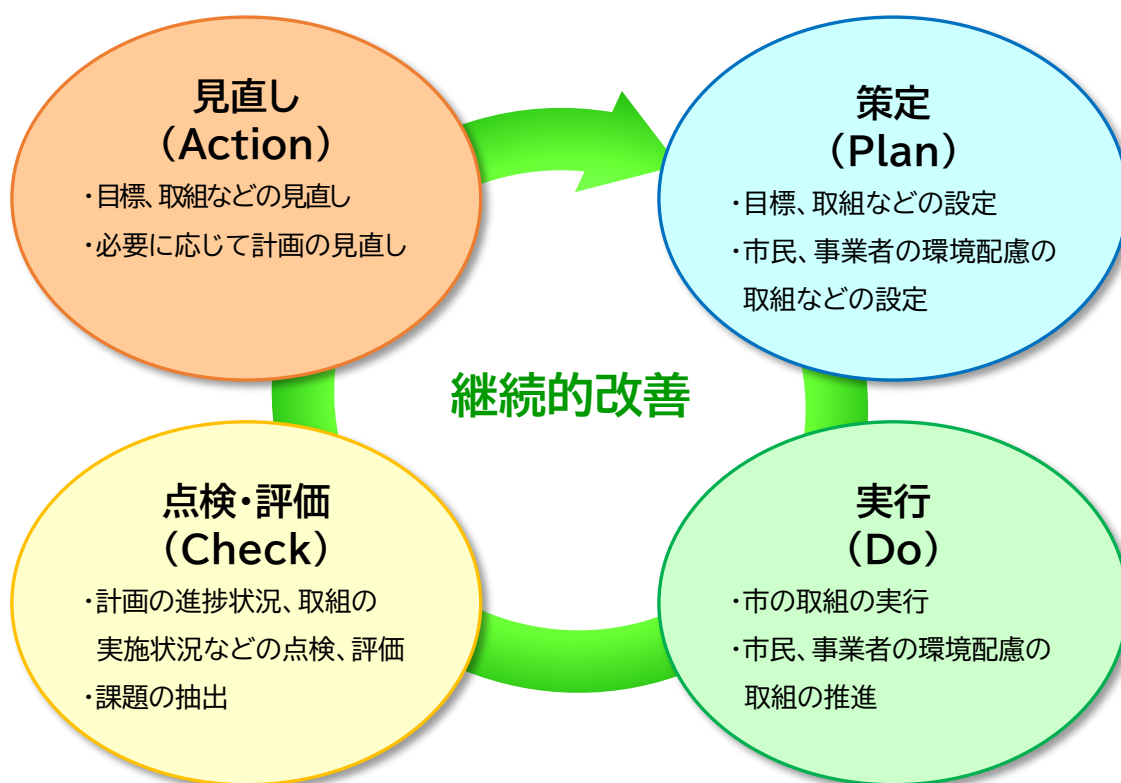 見直し
（Action）
・目標、取組などの見直し
・必要に応じて計画の見直し
策定
（Plan）
・目標、取組などの設定
・市民、事業者の環境配慮の
取組などの設定
継続的改善
点検・評価
（Check）
・計画の進捗状況、取組の
実施状況などの点検、評価
・課題の抽出
実行
（Do）
・市の取組の実行
・市民、事業者の環境配慮の
取組の推進